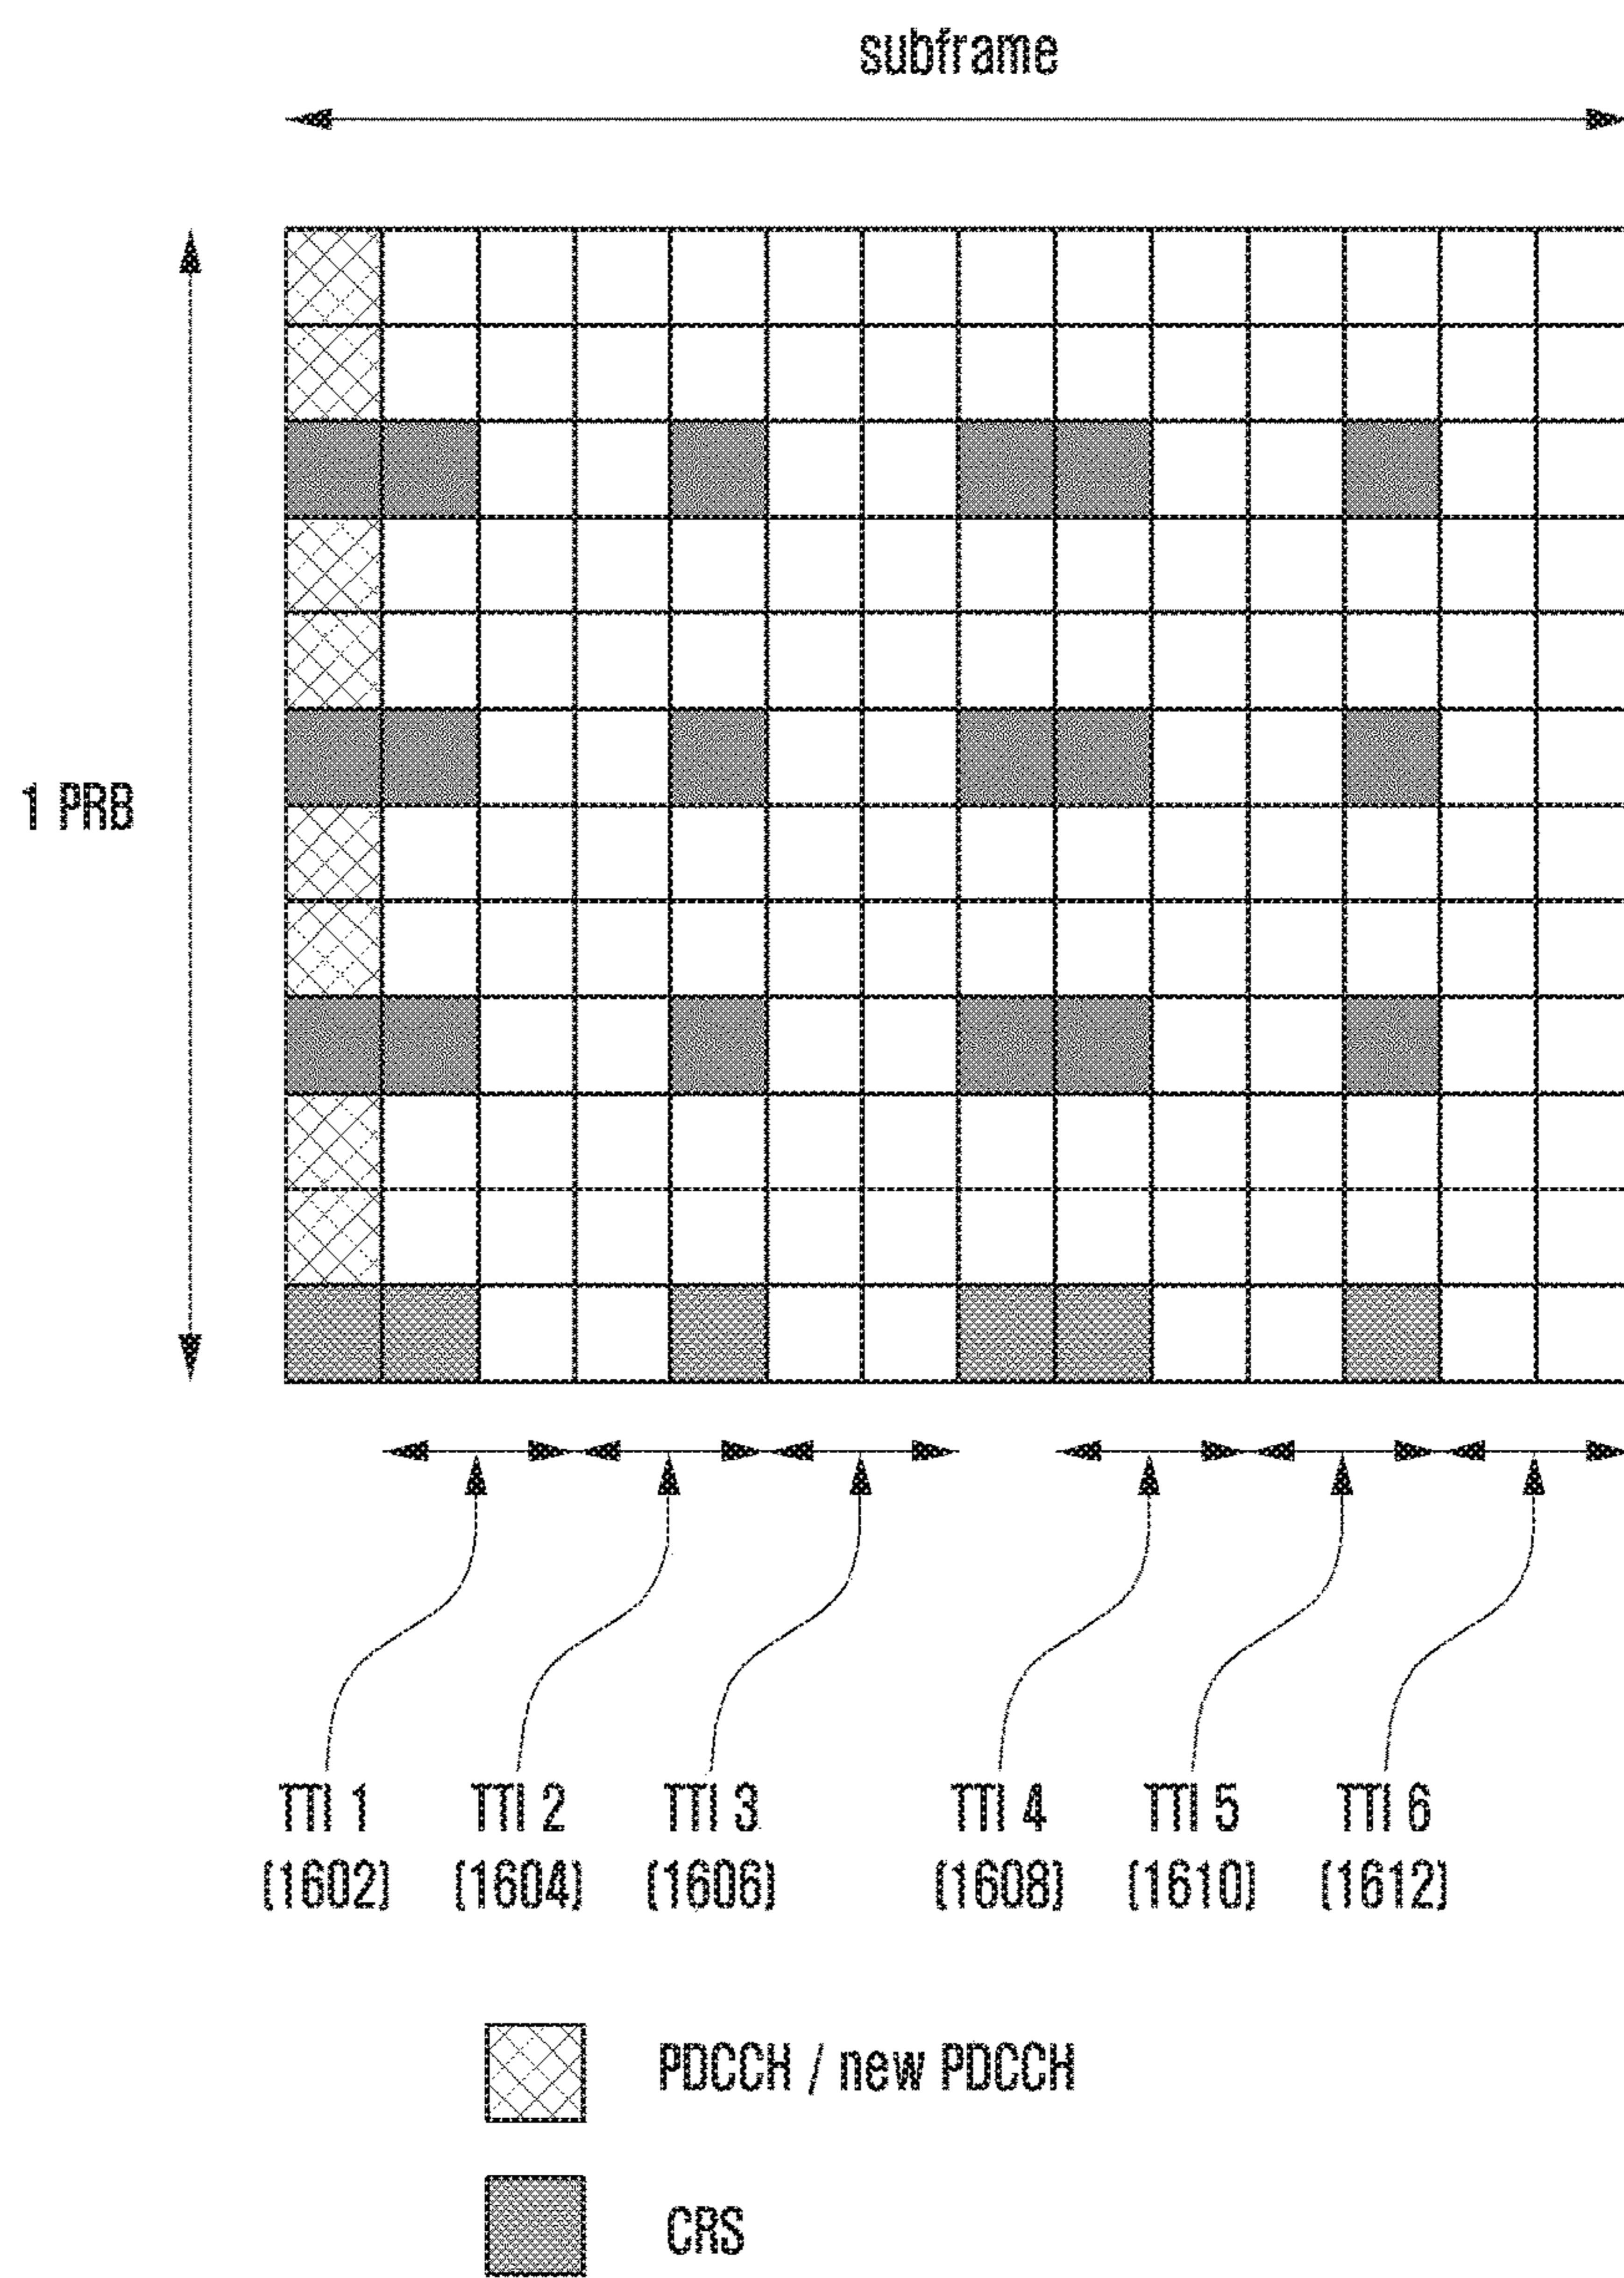 subframe
1 PRB
TTI 1
(1602)
TTI 2
(1604)
TTI 3
(1606)
TTI 4
(1608)
TTI 5
(1610)
TTI 6
(1612)
PDCCH / new PDCCH
CRS